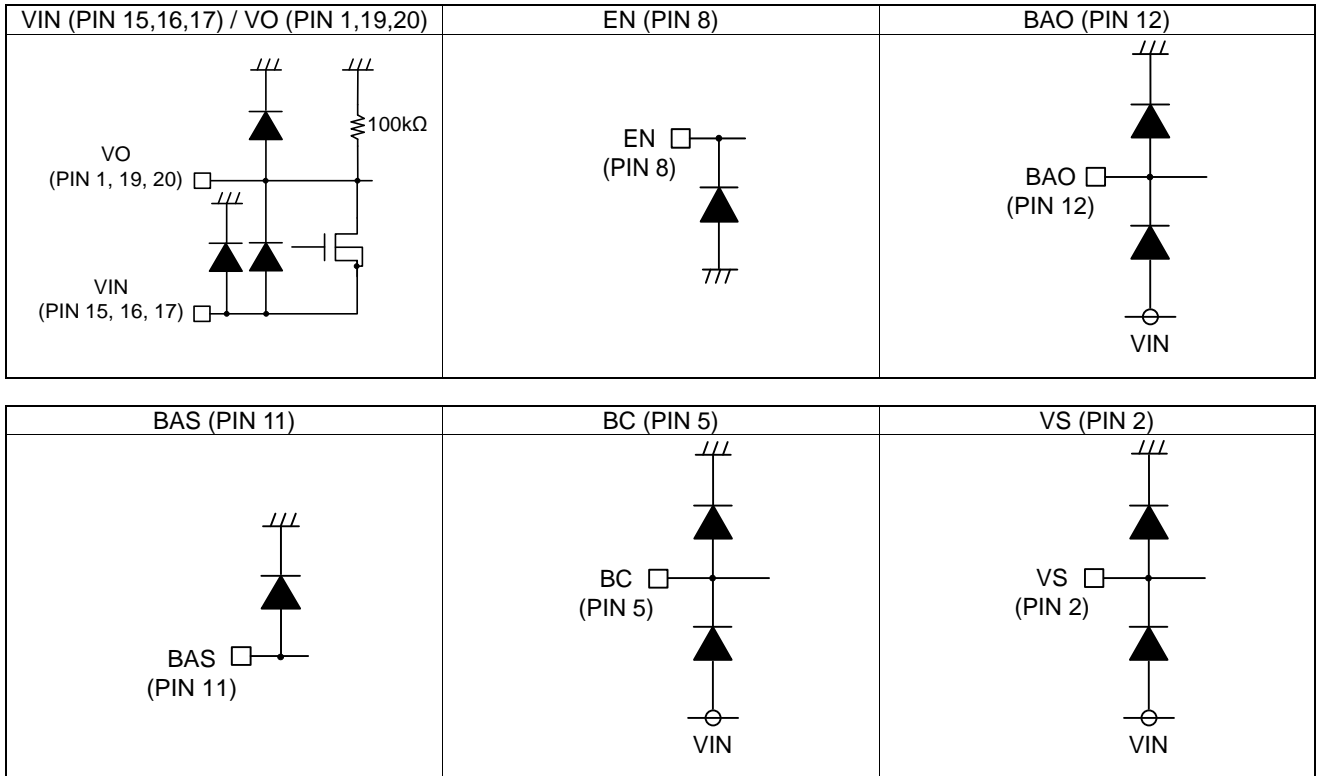 VIN (PIN 15,16,17) / VO (PIN 1,19,20)
EN (PIN 8)
BAO (PIN 12)
100kΩ
VO
(PIN 1, 19, 20)
VIN
(PIN 15, 16, 17)
EN
(PIN 8)
BAO
(PIN 12)
VIN
BAS (PIN 11)
BC (PIN 5)
VS (PIN 2)
BAS
(PIN 11)
BC
(PIN 5)
VIN
VS
(PIN 2)
VIN